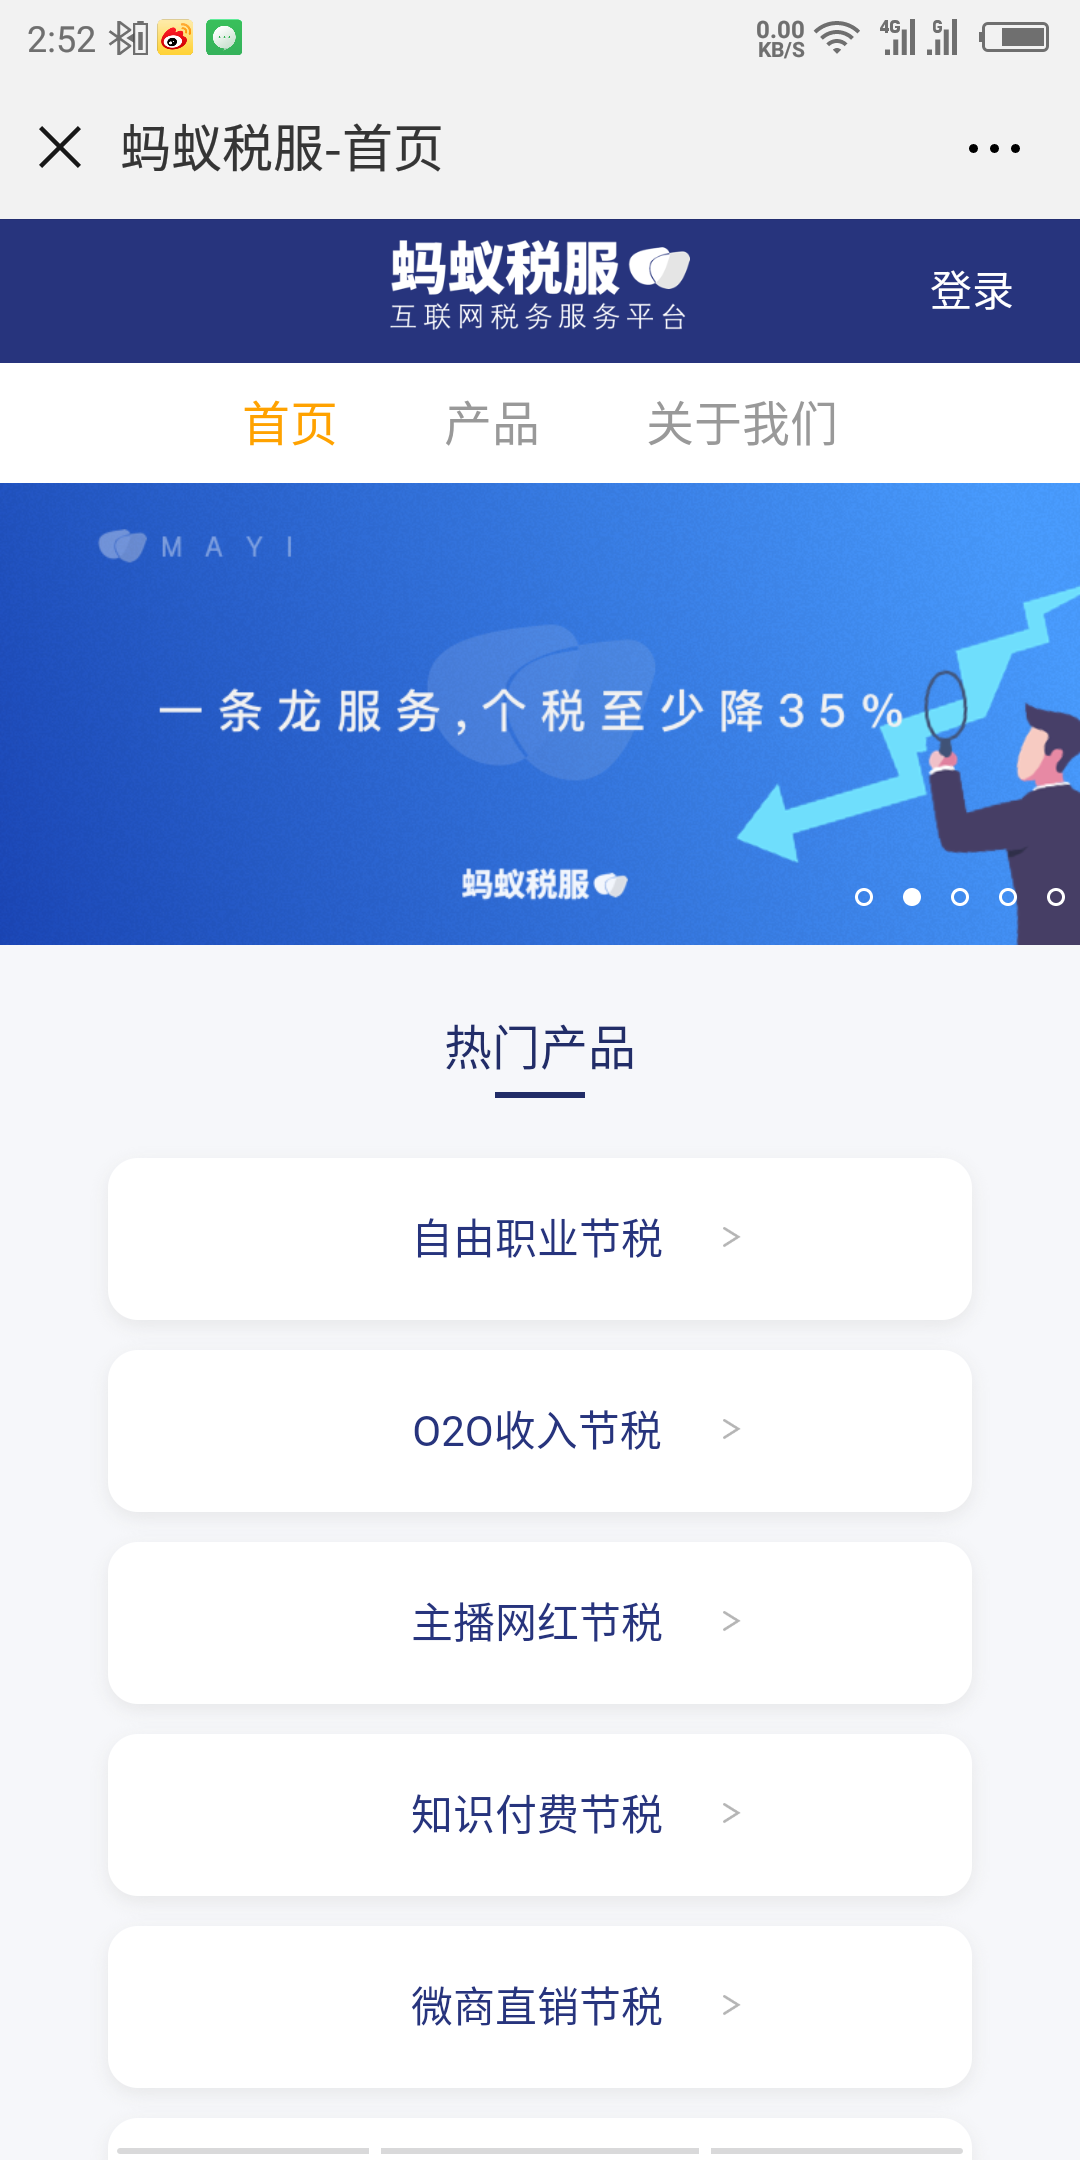 2:52
0.00
KB/S
4G
G
蚂蚁税服-首页
蚂蚁税服
互联网税务服务平台
登录
首页
产品
关于我们
MAYI
一条龙服务,个税至少降35%
蚂蚁税服
热门产品
自由职业节税 >
O2O收入节税 >
主播网红节税 >
知识付费节税 >
微商直销节税 >